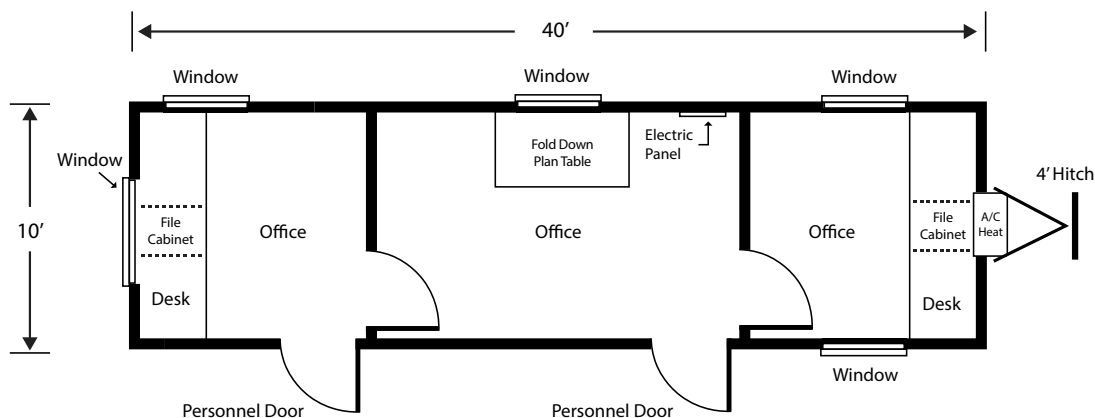 40’
Window
Window
Window
Window
10’
Fold Down
Plan Table
Electric
Panel
4’ Hitch
File
Cabinet
Office
Office
Office
File
Cabinet
A/C
Heat
Desk
Desk
Window
Personnel Door
Personnel Door